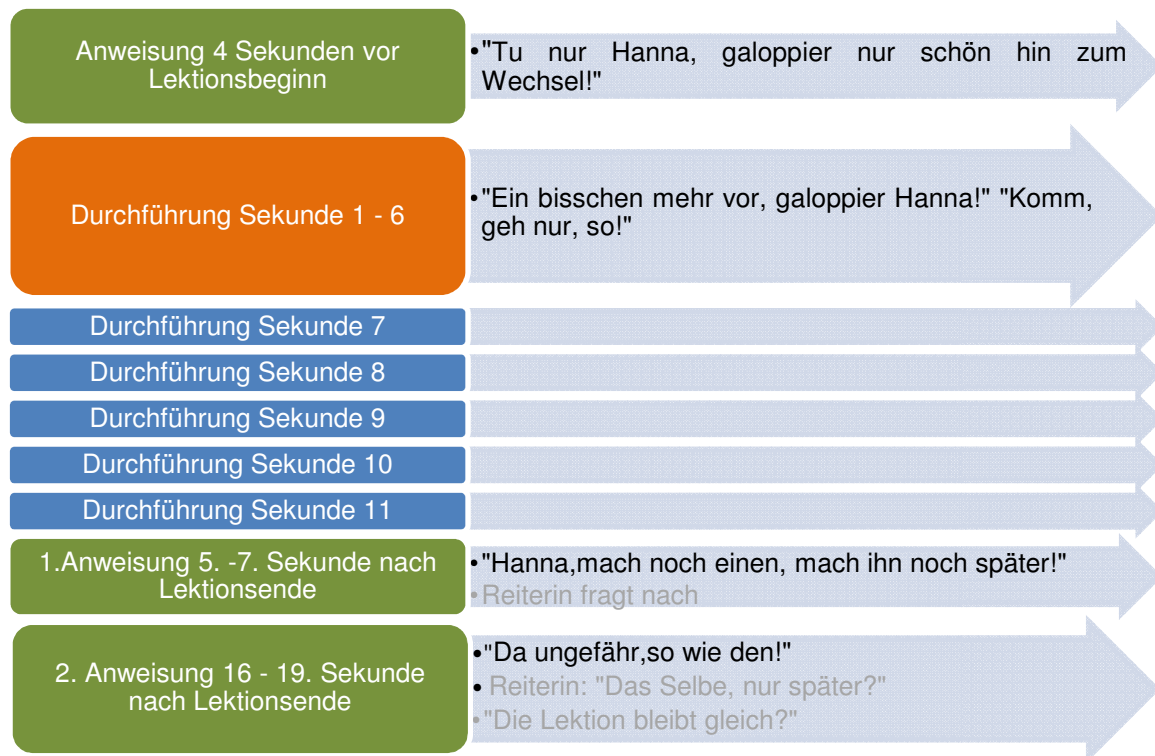 Anweisung 4 Sekunden vor
Lektionsbeginn
•"Tu nur Hanna, galoppier nur schön hin zum
Wechsel!"
Durchführung Sekunde 1 - 6
•"Ein bisschen mehr vor, galoppier Hanna!" "Komm,
geh nur, so!"
Durchführung Sekunde 7
Durchführung Sekunde 8
Durchführung Sekunde 9
Durchführung Sekunde 10
Durchführung Sekunde 11
1.Anweisung 5. -7. Sekunde nach
Lektionsende
•"Hanna,mach noch einen, mach ihn noch später!"
•Reiterin fragt nach
2. Anweisung 16 - 19. Sekunde
nach Lektionsende
•"Da ungefähr,so wie den!"
• Reiterin: "Das Selbe, nur später?"
•"Die Lektion bleibt gleich?"